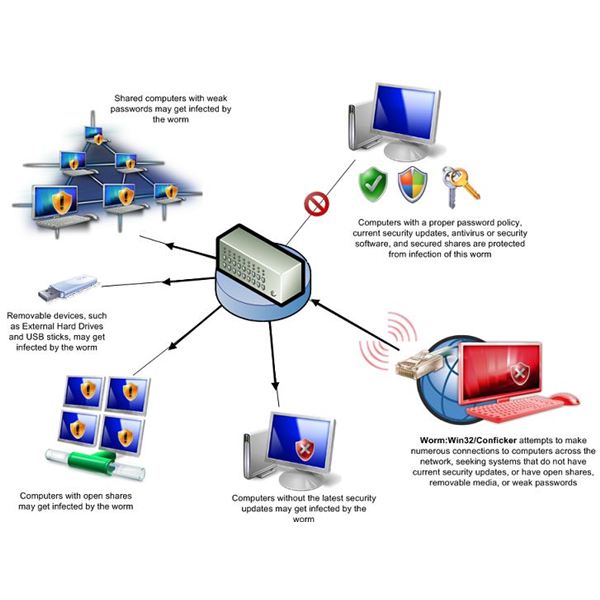 Shared computers with weak
passwords may get infected by
the worm
Computers with a proper password policy,
current security updates, antivirus or security
software, and secured shares are protected
from infection of this worm
Removable devices, such
as External Hard Drives
and USB sticks, may get
infected by the worm
Worm:Win32/Conficker attempts to make
numerous connections to computers across the
network, seeking systems that do not have
current security updates, or have open shares,
removable media, or weak passwords
Computers with open shares
may get infected by the worm
Computers without the latest security
updates may get infected by the
worm